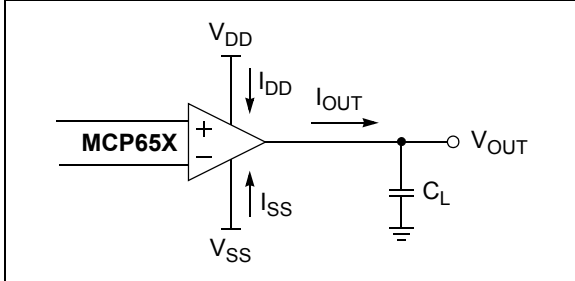 VDD
IDD
IOUT
+
MCP65X
−
VOUT
CL
ISS
VSS